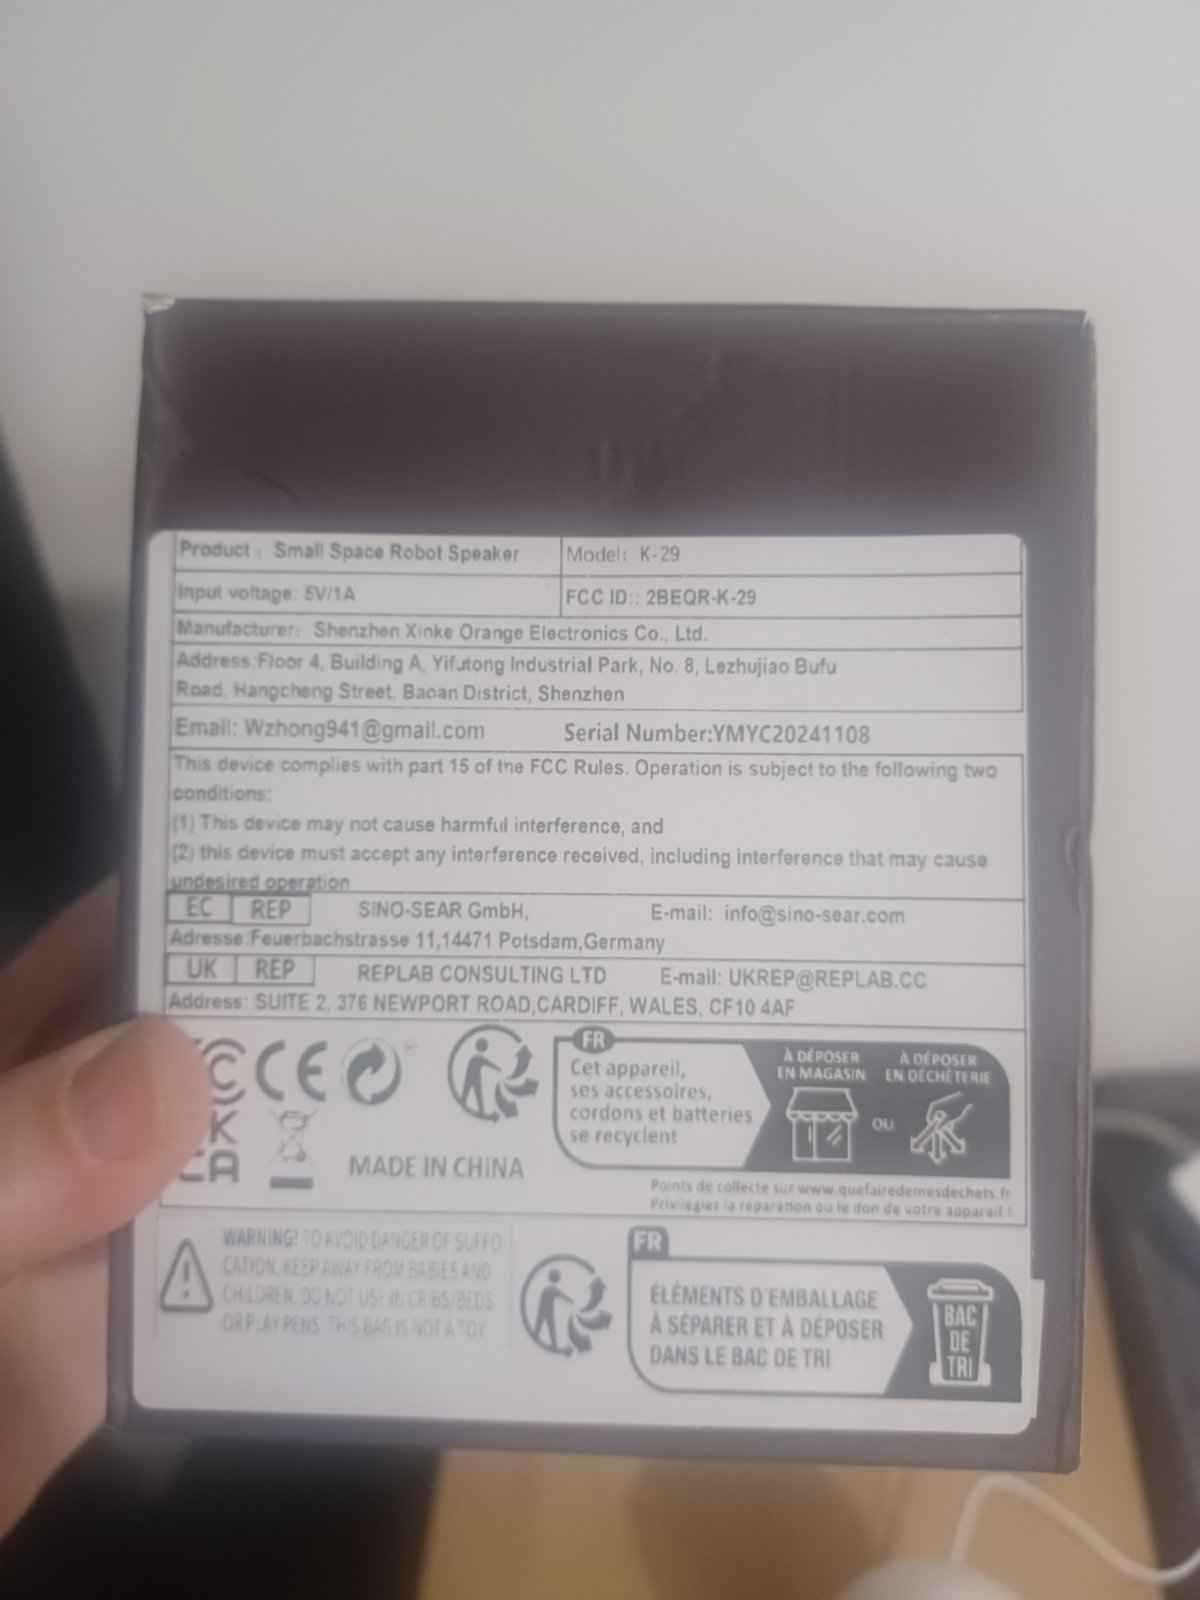 Product : Small Space Robot Speaker Model: K-29
Input voltage: 5V/1A FCC ID:: 2BEQR-K-29
Manufacturer: Shenzhen Xinke Orange Electronics Co., Ltd.
Address:Floor 4, Building A, Yifutong Industrial Park, No. 8, Lezhujiao Bufu
Road, Hangcheng Street, Baoan District, Shenzhen
Email: Wzhong941@gmail.com Serial Number:YMYC20241108
This device complies with part 15 of the FCC Rules. Operation is subject to the following two
conditions:
(1) This device may not cause harmful interference, and
(2) this device must accept any interference received, including interference that may cause
undesired operation
EC REP SINO-SEAR GmbH, E-mail: info@sino-sear.com
Adresse:Feuerbachstrasse 11,14471 Potsdam,Germany
UK REP REPLAB CONSULTING LTD E-mail: UKREP@REPLAB.CC
Address: SUITE 2, 376 NEWPORT ROAD,CARDIFF, WALES, CF10 4AF
CE
CA
MADE IN CHINA
FR
Cet appareil,
ses accessoires,
cordons et batteries
se recyclent
À DÉPOSER
EN MAGASIN
OU
À DÉPOSER
EN DÉCHÈTERIE
Points de collecte sur www.quefairedemesdechets.fr
Privilégiez la réparation ou le don de votre appareil !
WARNING! TO AVOID DANGER OF SUFFO
CATION, KEEP AWAY FROM BABIES AND
CHILDREN. DO NOT USE IN CRIBS/BEDS
OR PLAY PENS. THIS BAG IS NOT A TOY
FR
ÉLÉMENTS D'EMBALLAGE
À SÉPARER ET À DÉPOSER
DANS LE BAC DE TRI
BAC
DE
TRI